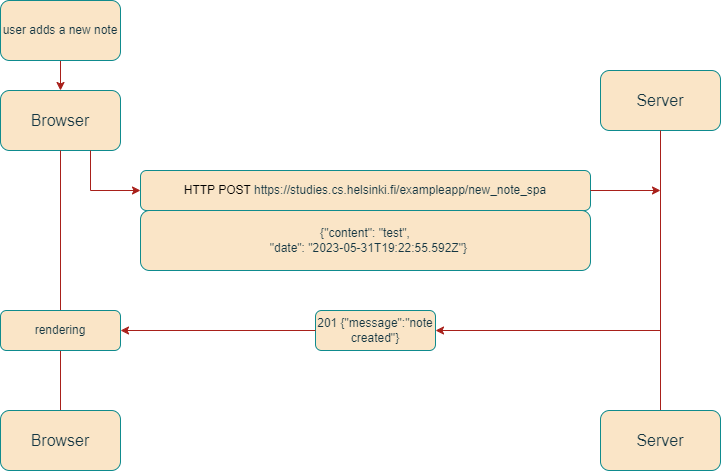 user adds a new note
Browser
Server
HTTP POST https://studies.cs.helsinki.fi/exampleapp/new_note_spa
{"content": "test",
"date": "2023-05-31T19:22:55.592Z"}
rendering
201 {"message":"note
created"}
Browser
Server